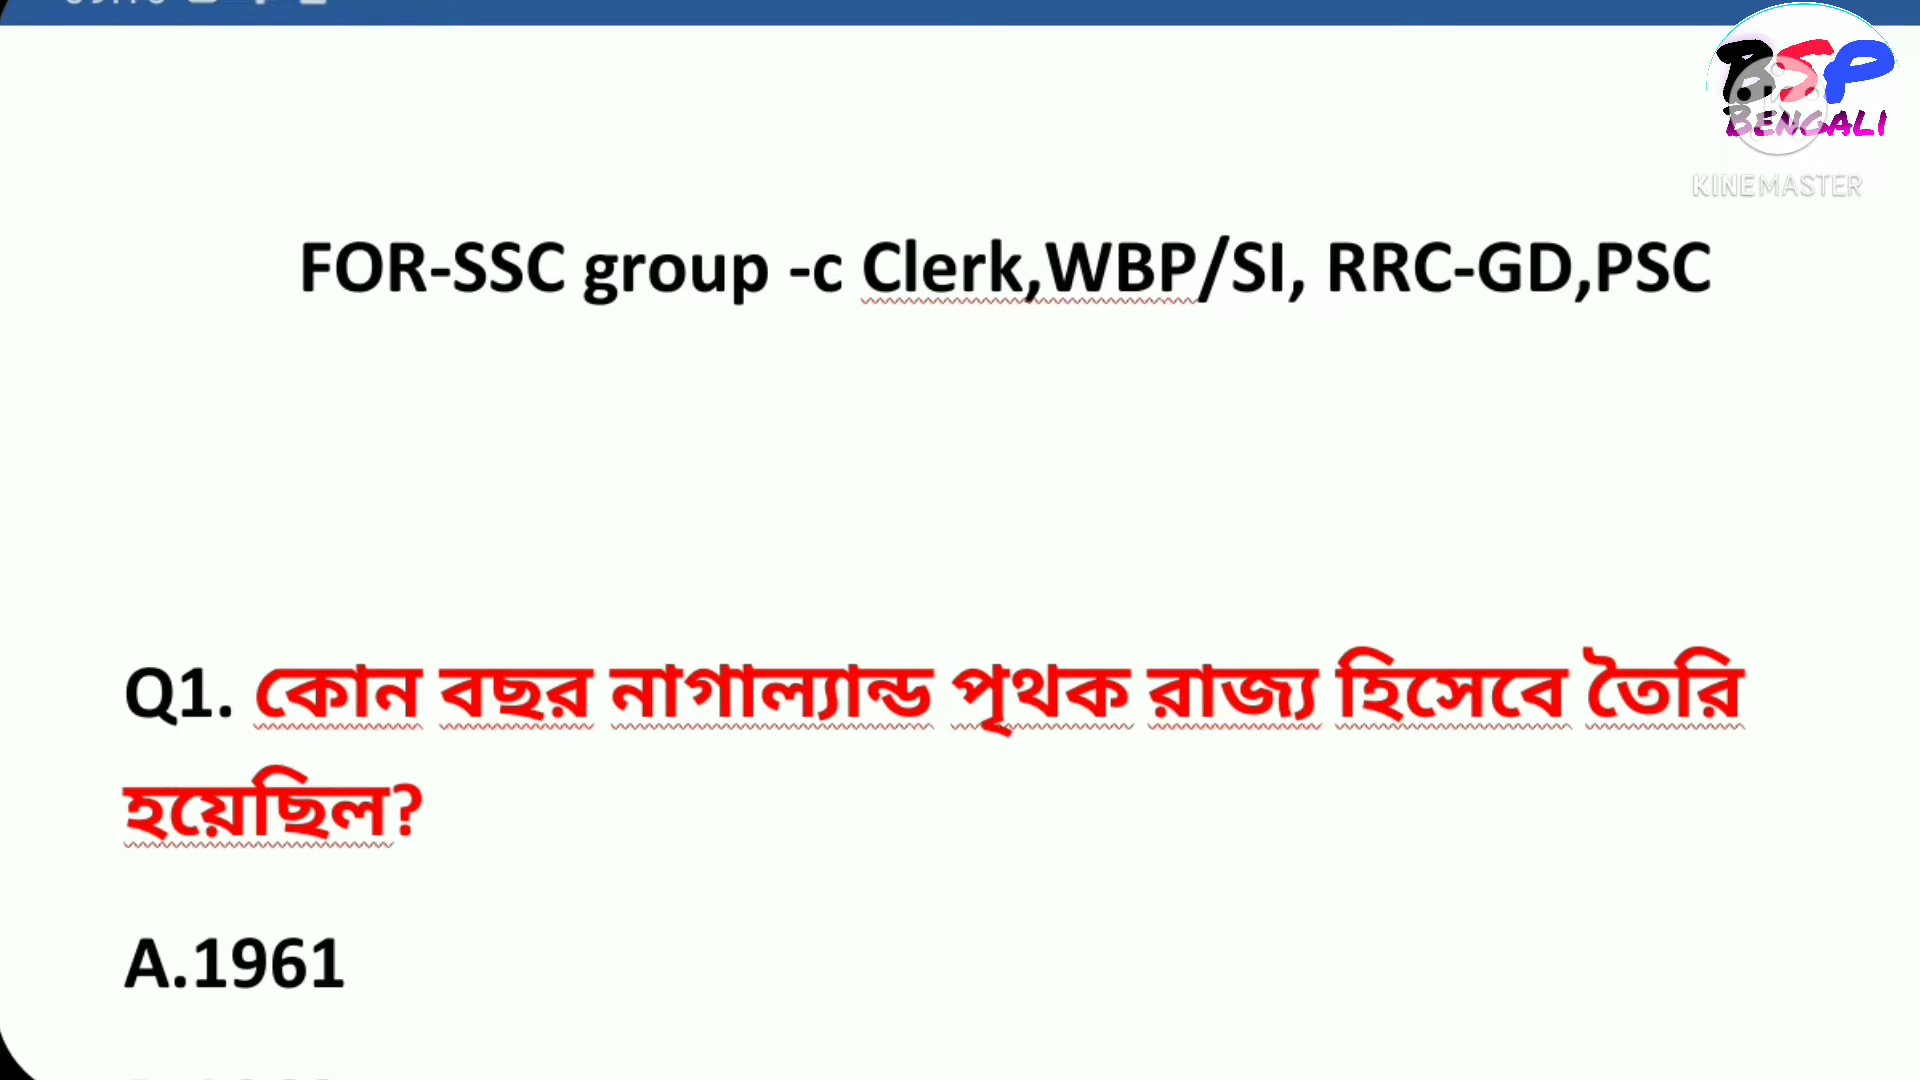 BSP
BENGALI
KINEMASTER
FOR-SSC group -c Clerk,WBP/SI, RRC-GD,PSC
Q1. কোন বছর নাগাল্যান্ড পৃথক রাজ্য হিসেবে তৈরি
হয়েছিল?
A.1961